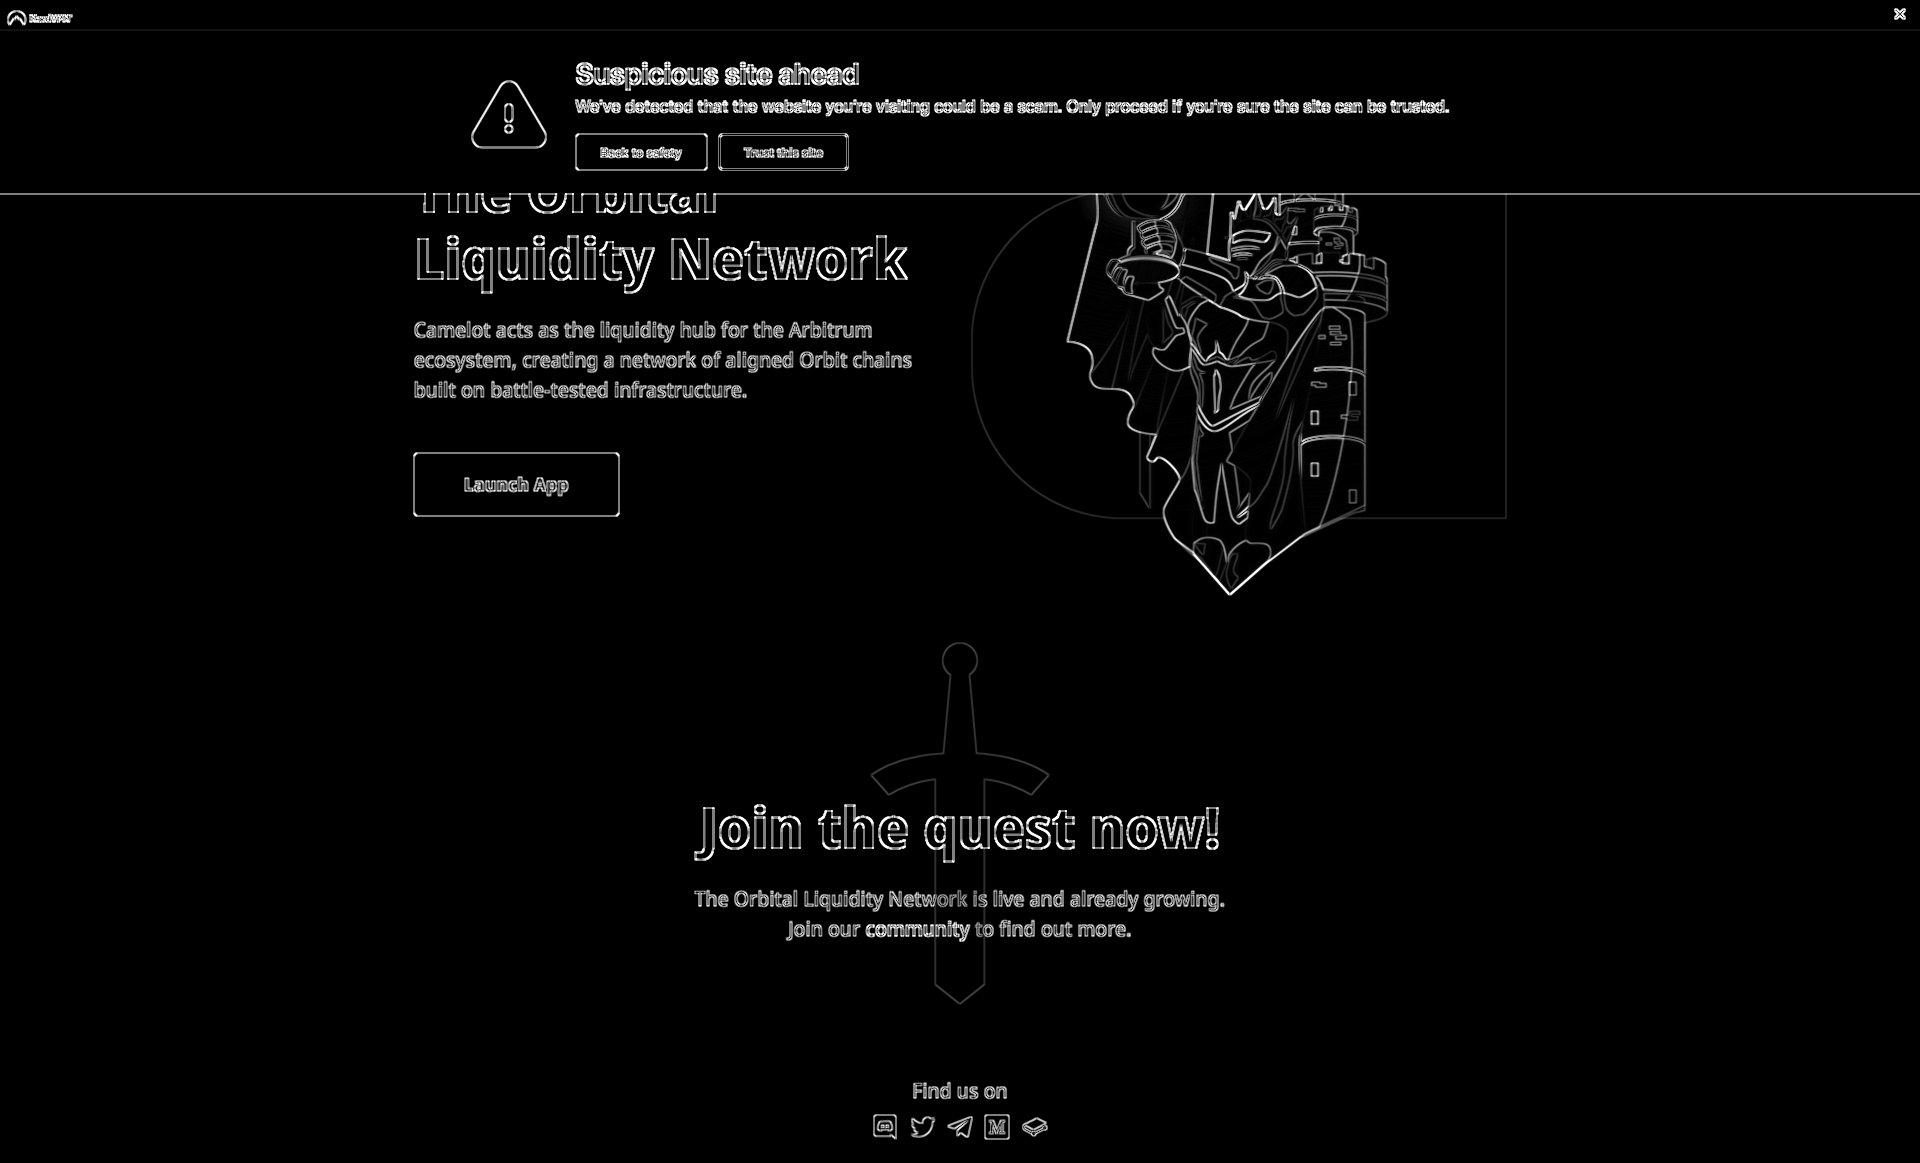 Suspicious site ahead
We've detected that the website you're visiting could be a scam. Only proceed if you're sure the site can be trusted.
Back to safety
Trust this site
The Orbital
Liquidity Network
Camelot acts as the liquidity hub for the Arbitrum
ecosystem, creating a network of aligned Orbit chains
built on battle-tested infrastructure.
Launch App
Join the quest now!
The Orbital Liquidity Network is live and already growing.
Join our community to find out more.
Find us on
M